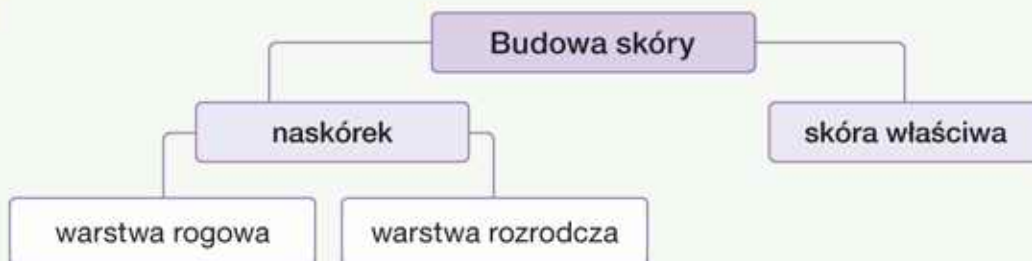 Budowa skóry
naskórek
skóra właściwa
warstwa rogowa
warstwa rozrodcza